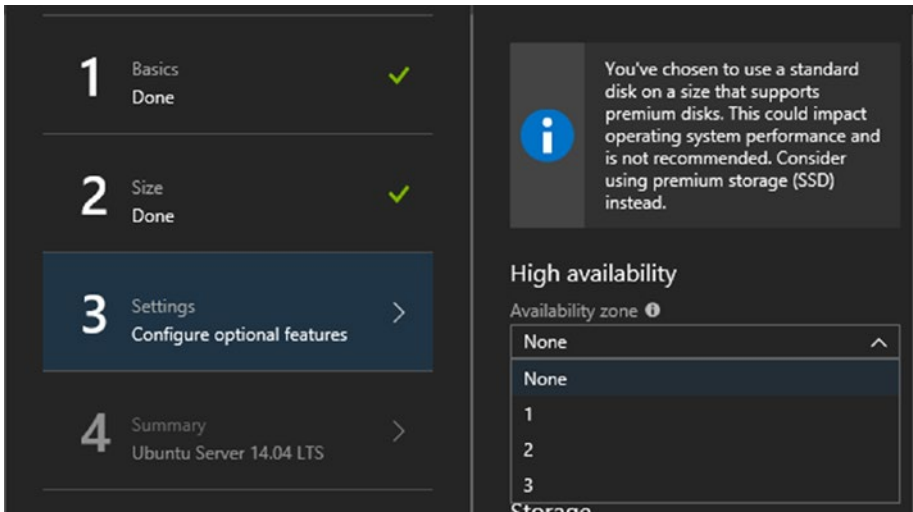 1
Basics
Done
2
Size
Done
3
Settings
Configure optional features
4
Summary
Ubuntu Server 14.04 LTS
You've chosen to use a standard
disk on a size that supports
premium disks. This could impact
operating system performance and
is not recommended. Consider
using premium storage (SSD)
instead.
High availability
Availability zone
None
None
1
2
3
Storage